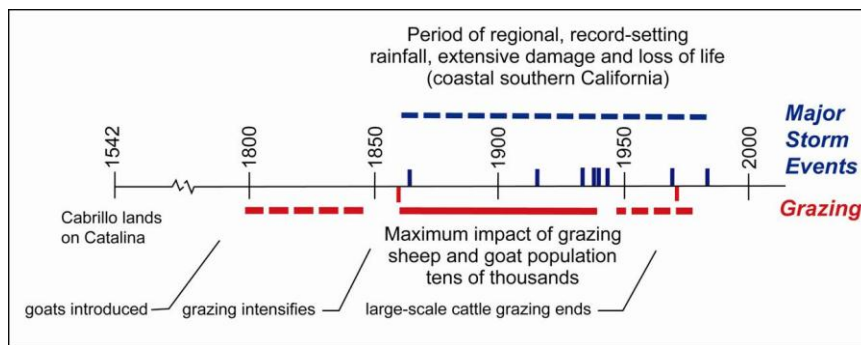 Period of regional, record-setting
rainfall, extensive damage and loss of life
(coastal southern California)
Major
Storm
Events
1542
1800
1850
1900
1950
2000
Cabrillo lands
on Catalina
Grazing
Maximum impact of grazing
sheep and goat population
tens of thousands
goats introduced
grazing intensifies
large-scale cattle grazing ends